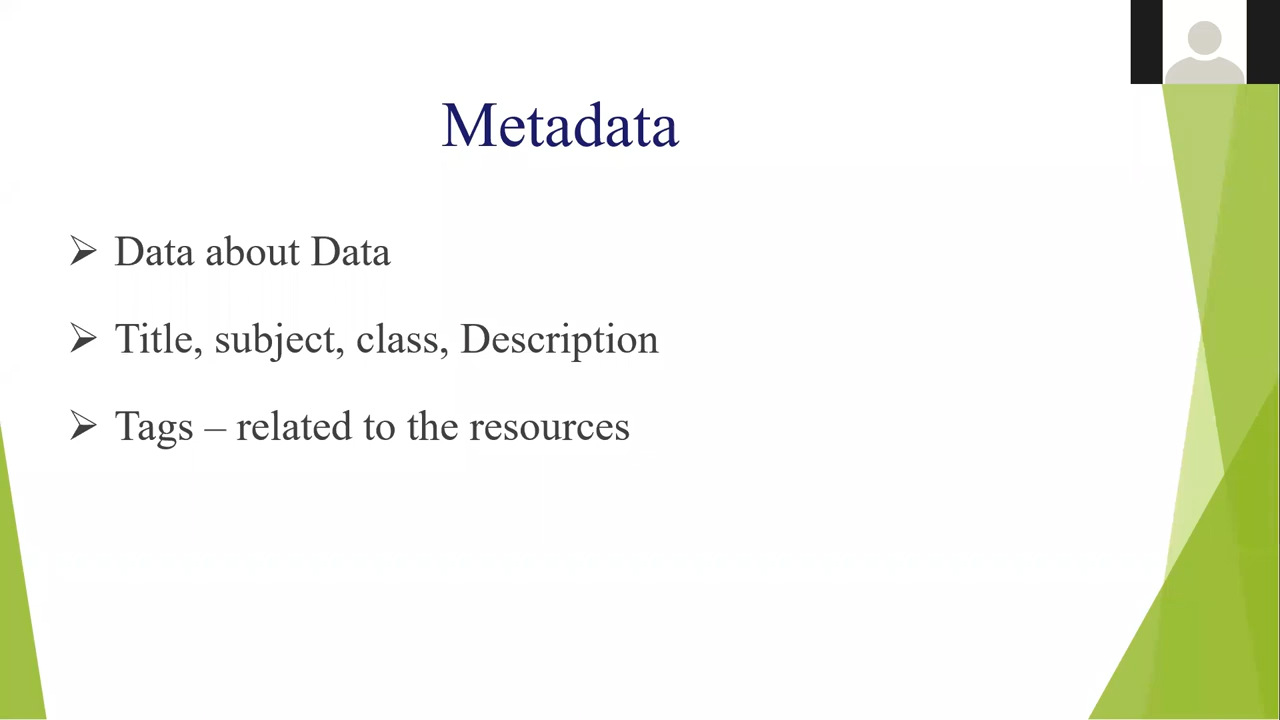 Metadata
➢ Data about Data
➢ Title, subject, class, Description
➢ Tags – related to the resources